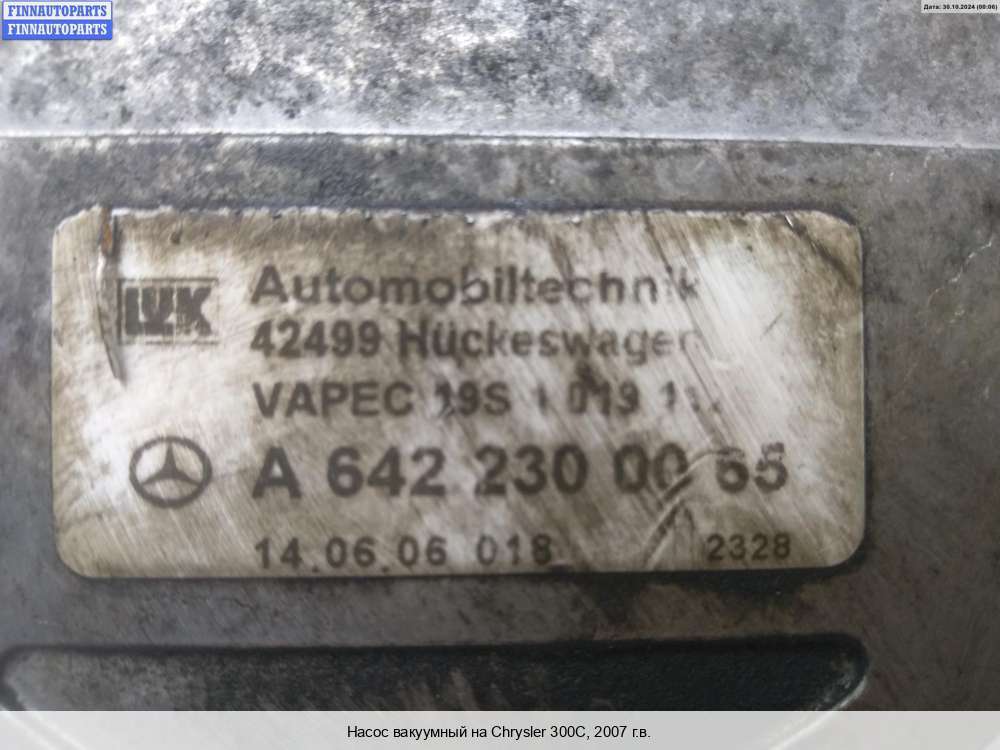 FINNAUTOPARTS
FINNAUTOPARTS
Дата: 30.10.2024 (00:06)
LUK
Automobiltechnik
42499 Hückeswagen
VAPEC 19S
A 642 230 00 65
14.06.06 018 2328
Насос вакуумный на Chrysler 300C, 2007 г.в.